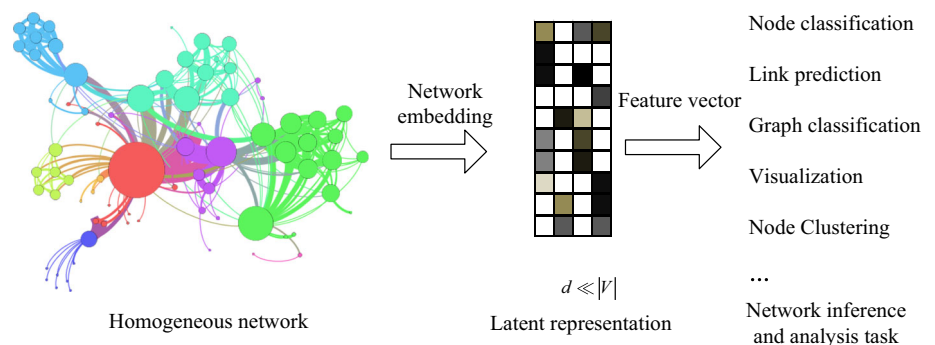 Network
embedding
Feature vector
Node classification
Link prediction
Graph classification
Visualization
Node Clustering
...
Network inference
and analysis task
d ≪ |V|
Latent representation
Homogeneous network